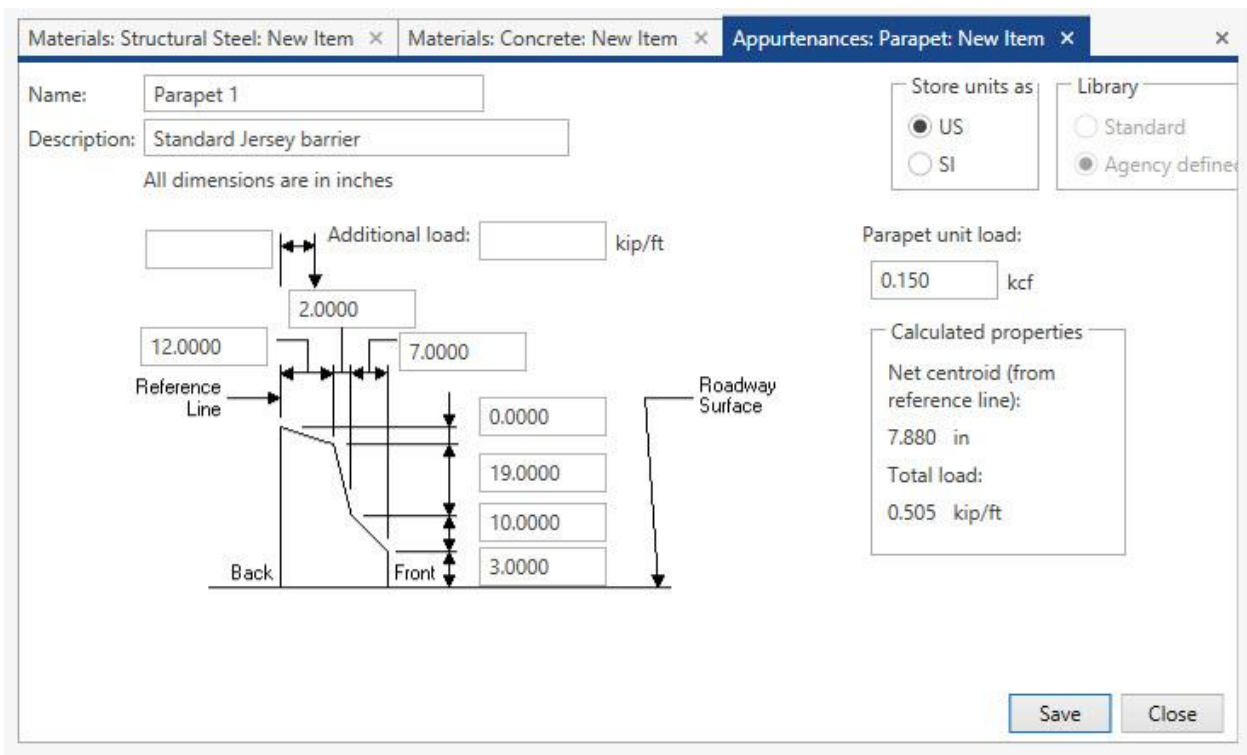 Materials: Structural Steel: New Item × Materials: Concrete: New Item × Appurtenances: Parapet: New Item × ×
Name: Parapet 1
Store units as
Library
US
Standard
Description: Standard Jersey barrier
SI
Agency define
All dimensions are in inches
Additional load: kip/ft
Parapet unit load:
0.150 kcf
2.0000
12.0000
7.0000
Calculated properties
Net centroid (from
reference line):
7.880 in
Total load:
0.505 kip/ft
Reference
Line
Roadway
Surface
0.0000
19.0000
10.0000
3.0000
Back
Front
Save
Close